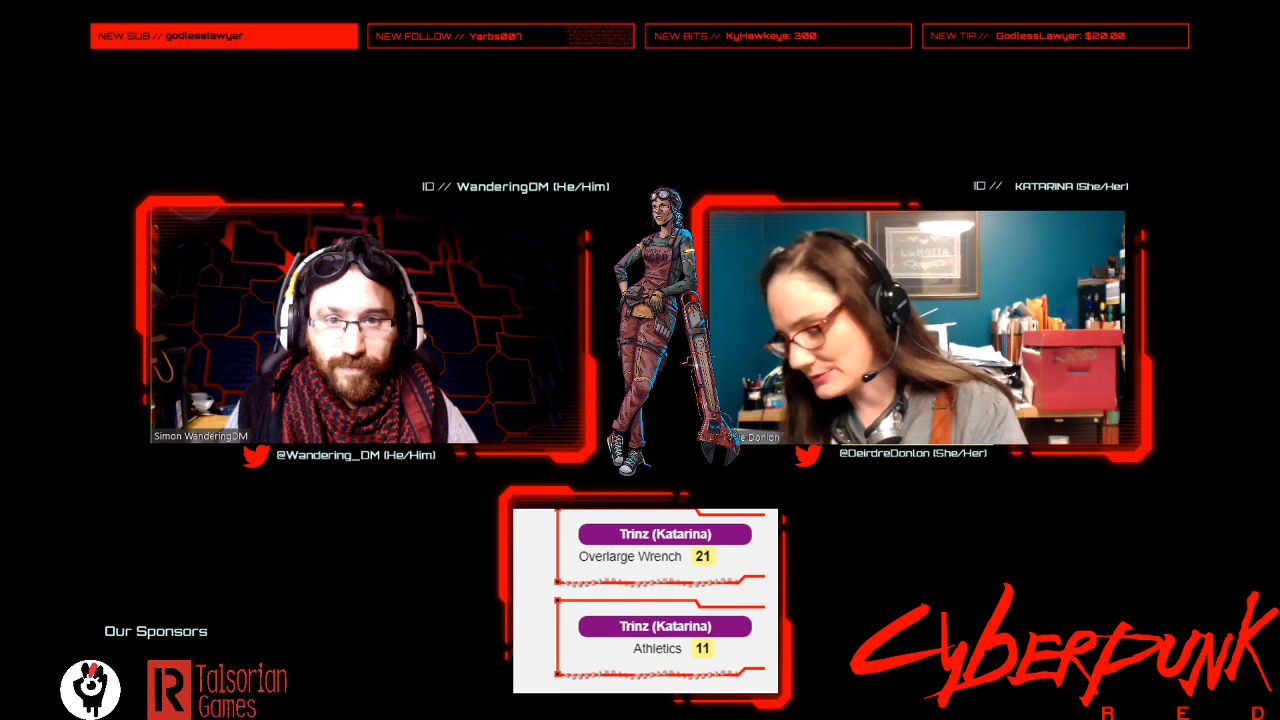 NEW SUB // godlesslawyer
NEW FOLLOW // Yarbs007
NEW BITS // KyHawkeye: 300
NEW TIP // GodlessLawyer: $20.00
ID // WanderingDM (He/Him)
ID // KATARINA (She/Her)
Simon WanderingDM
e Donlon
@Wandering_DM (He/Him)
@DeirdreDonlon (She/Her)
Trinz (Katarina)
Overlarge Wrench 21
Trinz (Katarina)
Athletics 11
Our Sponsors
R Talsorian
Games
Cyberpunk
RED